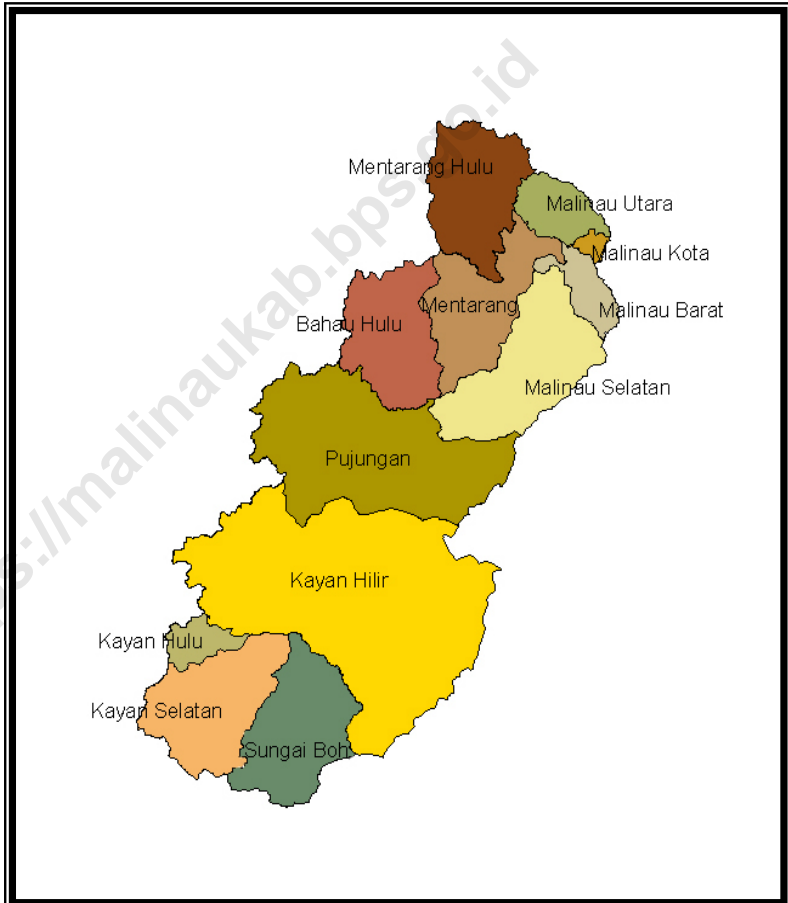 Mentarang Hulu
Malinau Utara
Malinau Kota
Mentarang
Malinau Barat
Bahau Hulu
Malinau Selatan
Pujungan
Kayan Hilir
Kayan Hulu
Kayan Selatan
Sungai Boh
s://malinaukab.bps.go.id